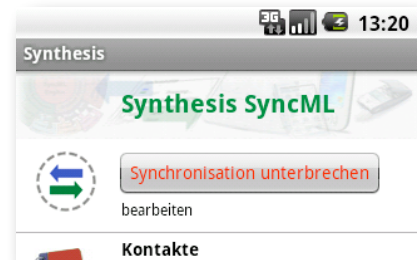 3G 13:20
Synthesis
Synthesis SyncML
Synchronisation unterbrechen
bearbeiten
Kontakte